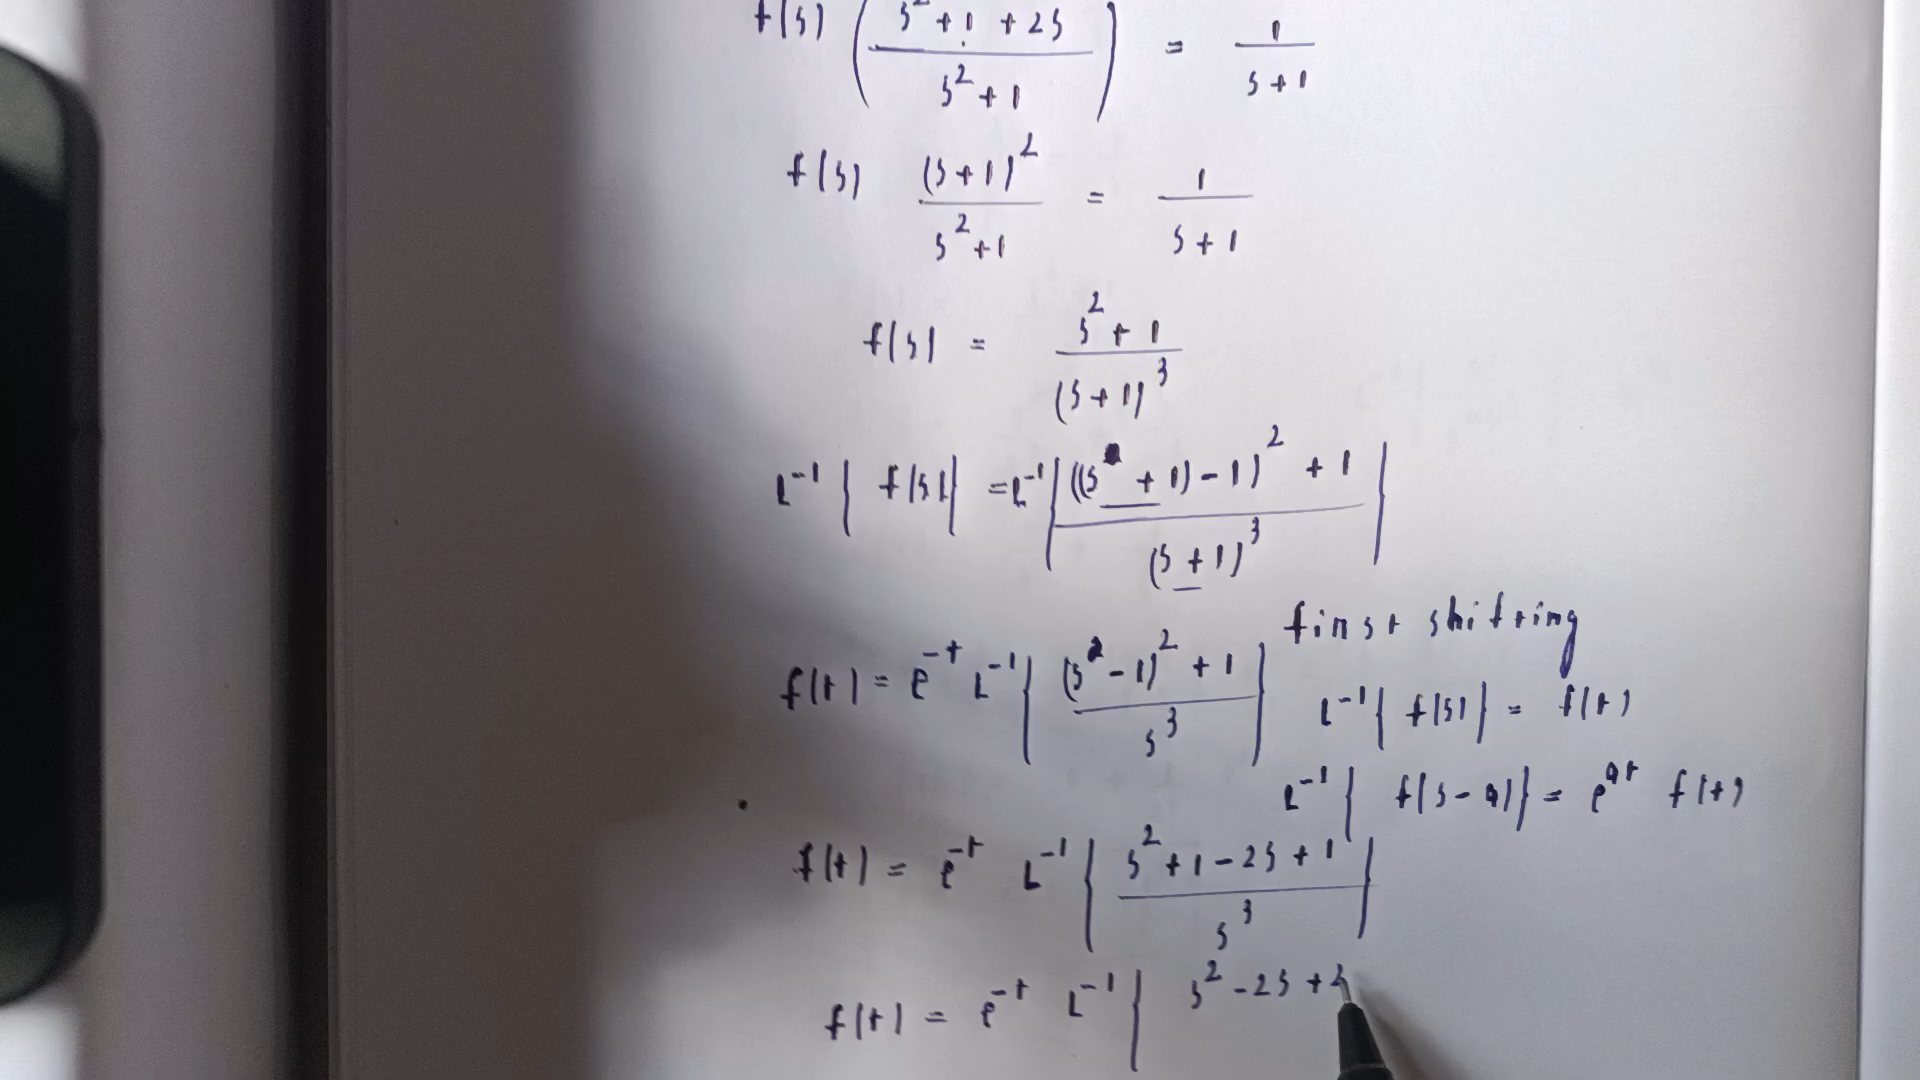 f(s) ( (s² + 1 + 2s) / (s² + 1) ) = 1 / (s + 1)
f(s) (s + 1)² / (s² + 1) = 1 / (s + 1)
f(s) = (s² + 1) / (s + 1)³
L⁻¹ { f(s) } = L⁻¹ { (((s + 1) - 1)² + 1) / (s + 1)³ }
first shifting
f(t) = e⁻ᵗ L⁻¹ { ((s - 1)² + 1) / s³ }
L⁻¹ { f(s) } = f(t)
L⁻¹ { f(s - a) } = eᵃᵗ f(t)
f(t) = e⁻ᵗ L⁻¹ { (s² + 1 - 2s + 1) / s³ }
f(t) = e⁻ᵗ L⁻¹ { s² - 2s + 2